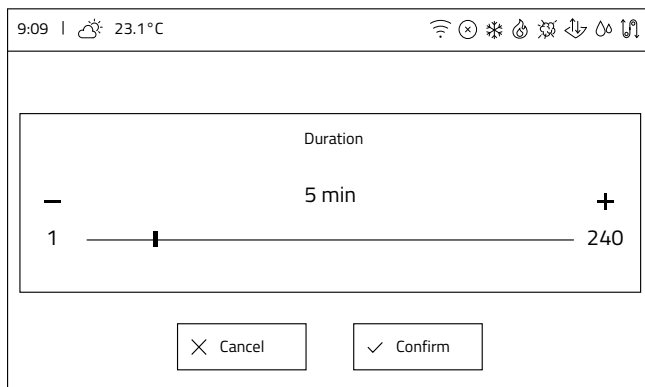 9:09 | 23.1°C
Duration
5 min
− +
1 240
Cancel Confirm